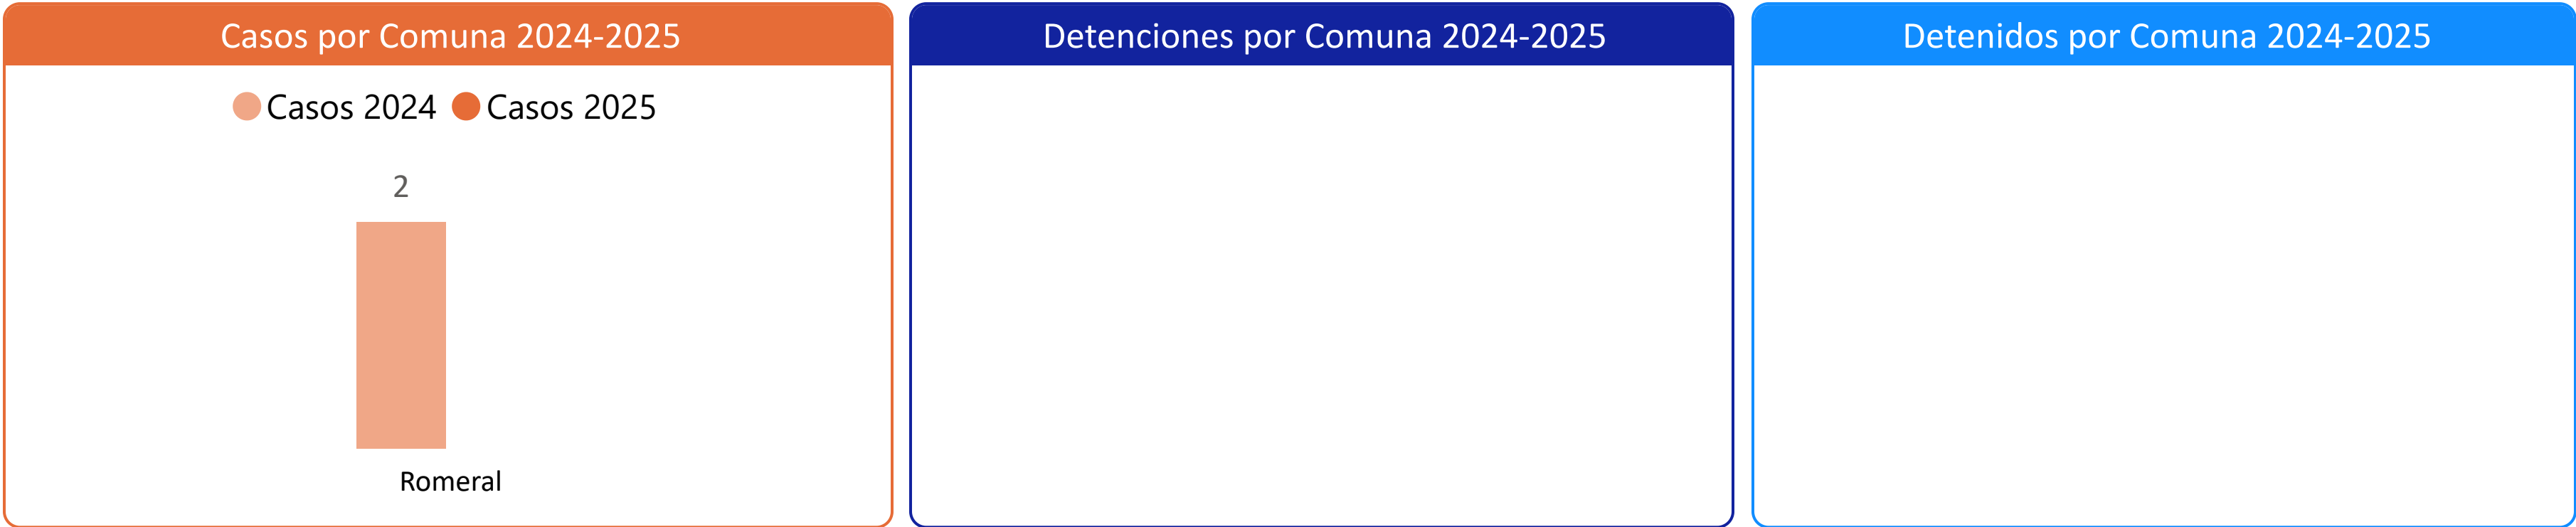 Casos por Comuna 2024-2025
Casos 2024 Casos 2025
2
Romeral
Detenciones por Comuna 2024-2025
Detenidos por Comuna 2024-2025